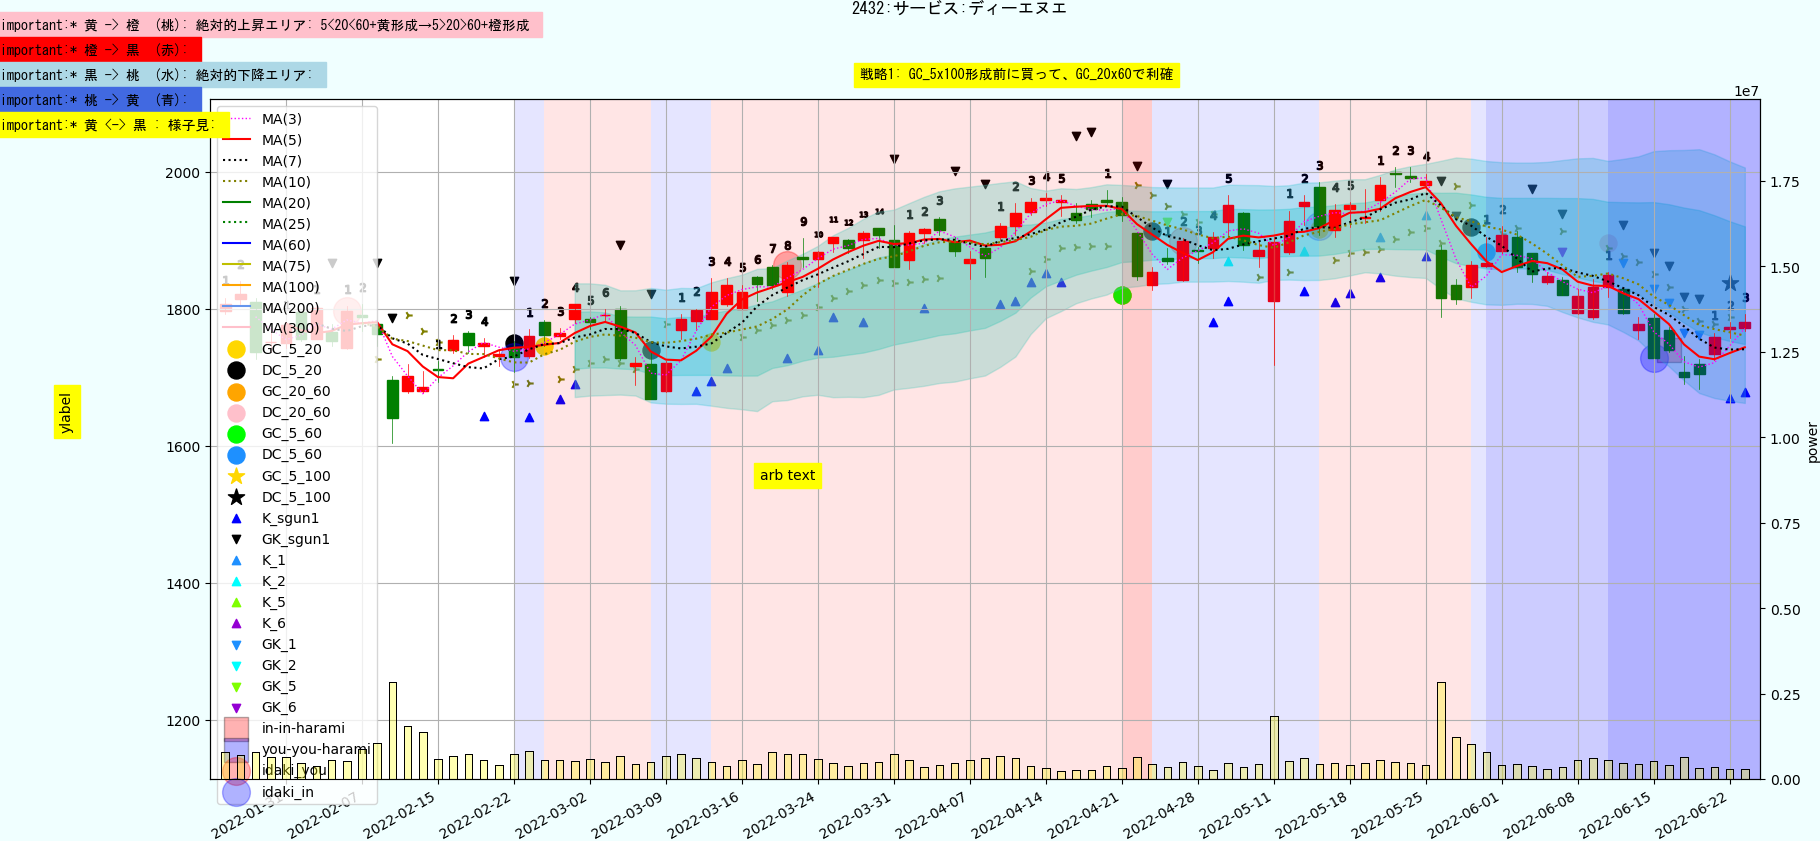 2432:サービス:ディーエヌエ
important:* 黄 -> 橙 (桃): 絶対的上昇エリア: 5<20<60+黄形成→5>20>60+橙形成
important:* 橙 -> 黒 (赤):
important:* 黒 -> 桃 (水): 絶対的下降エリア:
戦略1: GC_5x100形成前に買って、GC_20x60で利確
important:* 桃 -> 黄 (青):
important:* 黄 <-> 黒 : 様子見:
1e7
MA(3)
MA(5)
MA(7)
MA(10)
MA(20)
MA(25)
MA(60)
MA(75)
MA(100)
MA(200)
MA(300)
GC_5_20
DC_5_20
GC_20_60
DC_20_60
GC_5_60
DC_5_60
GC_5_100
DC_5_100
K_sgun1
GK_sgun1
K_1
K_2
K_5
K_6
GK_1
GK_2
GK_5
GK_6
in-in-harami
you-you-harami
idaki_you
idaki_in
2000
1800
1600
1400
1200
ylabel
arb text
1.75
1.50
1.25
1.00
0.75
0.50
0.25
0.00
power
2022-01-31
2022-02-07
2022-02-15
2022-02-22
2022-03-02
2022-03-09
2022-03-16
2022-03-24
2022-03-31
2022-04-07
2022-04-14
2022-04-21
2022-04-28
2022-05-11
2022-05-18
2022-05-25
2022-06-01
2022-06-08
2022-06-15
2022-06-22